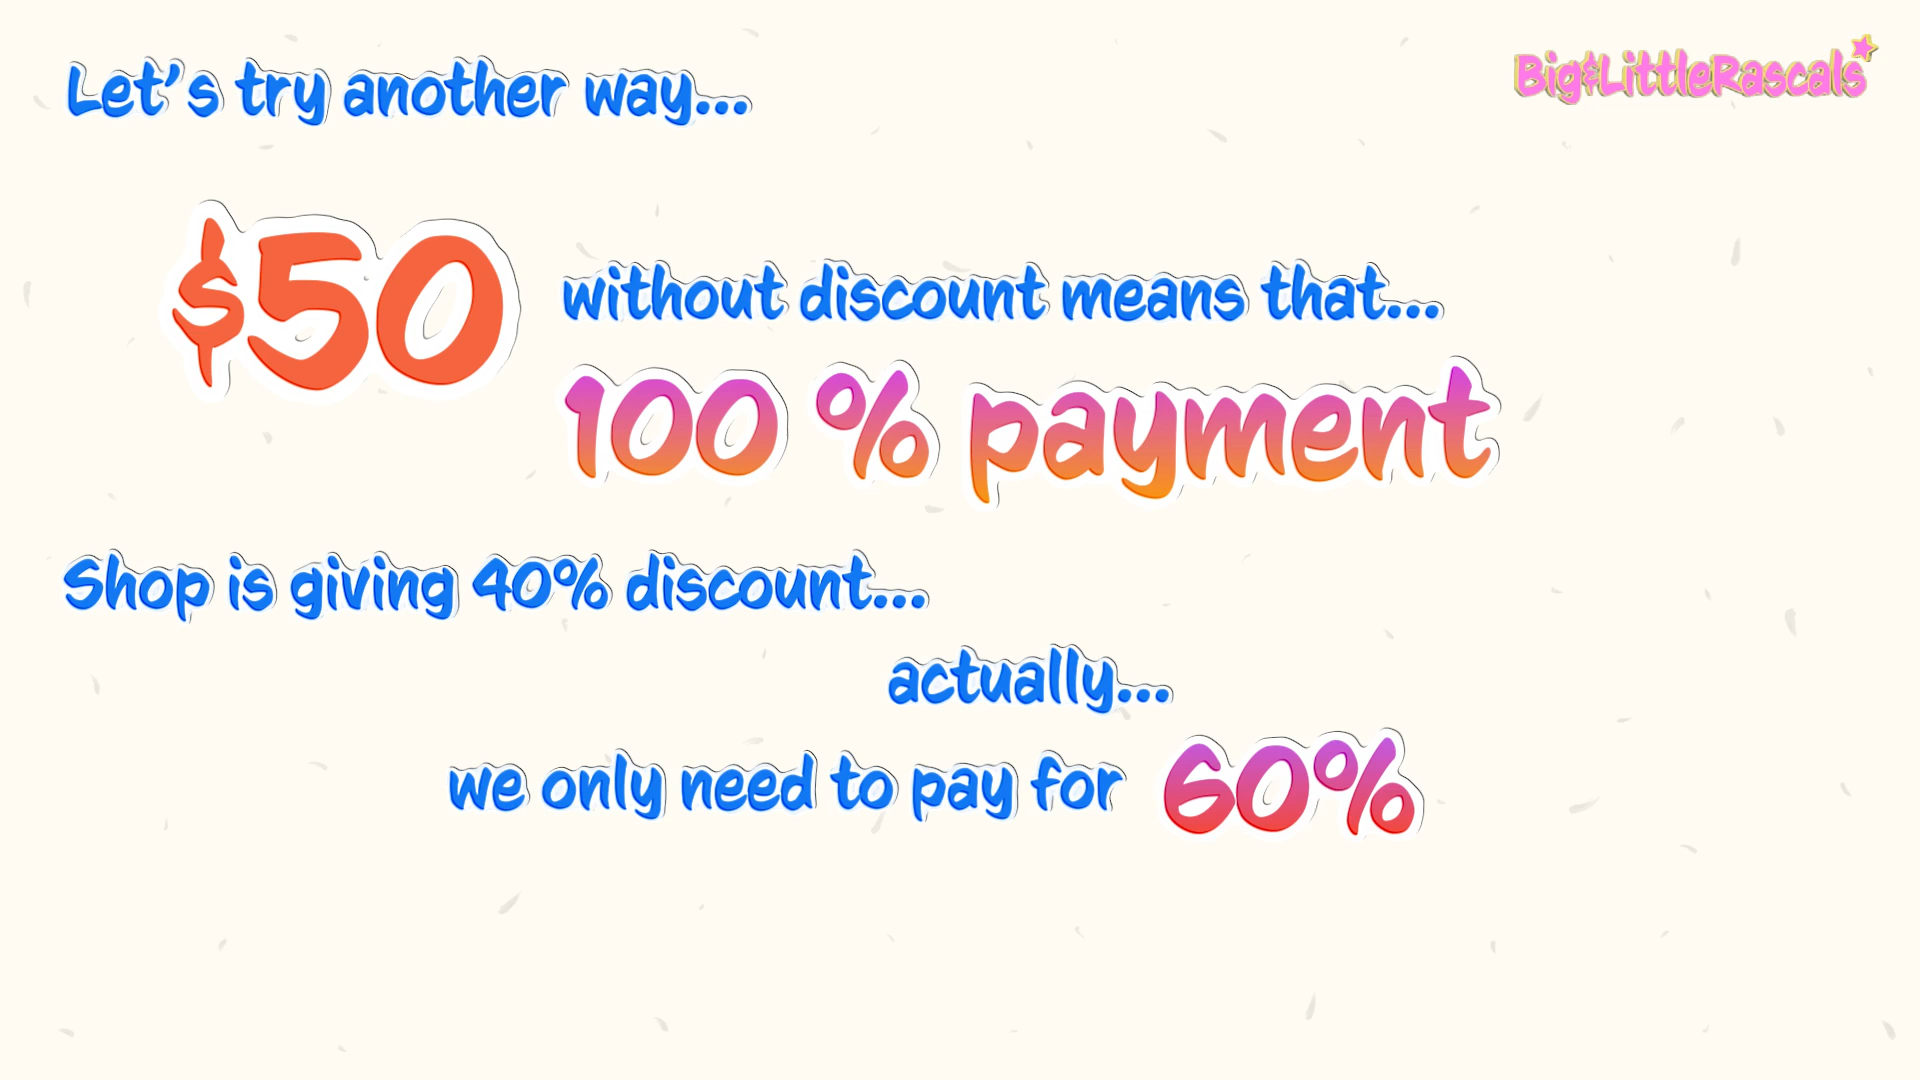 Let's try another way...
Big&LittleRascals
$50
without discount means that...
100 % payment
Shop is giving 40% discount...
actually...
we only need to pay for 60%